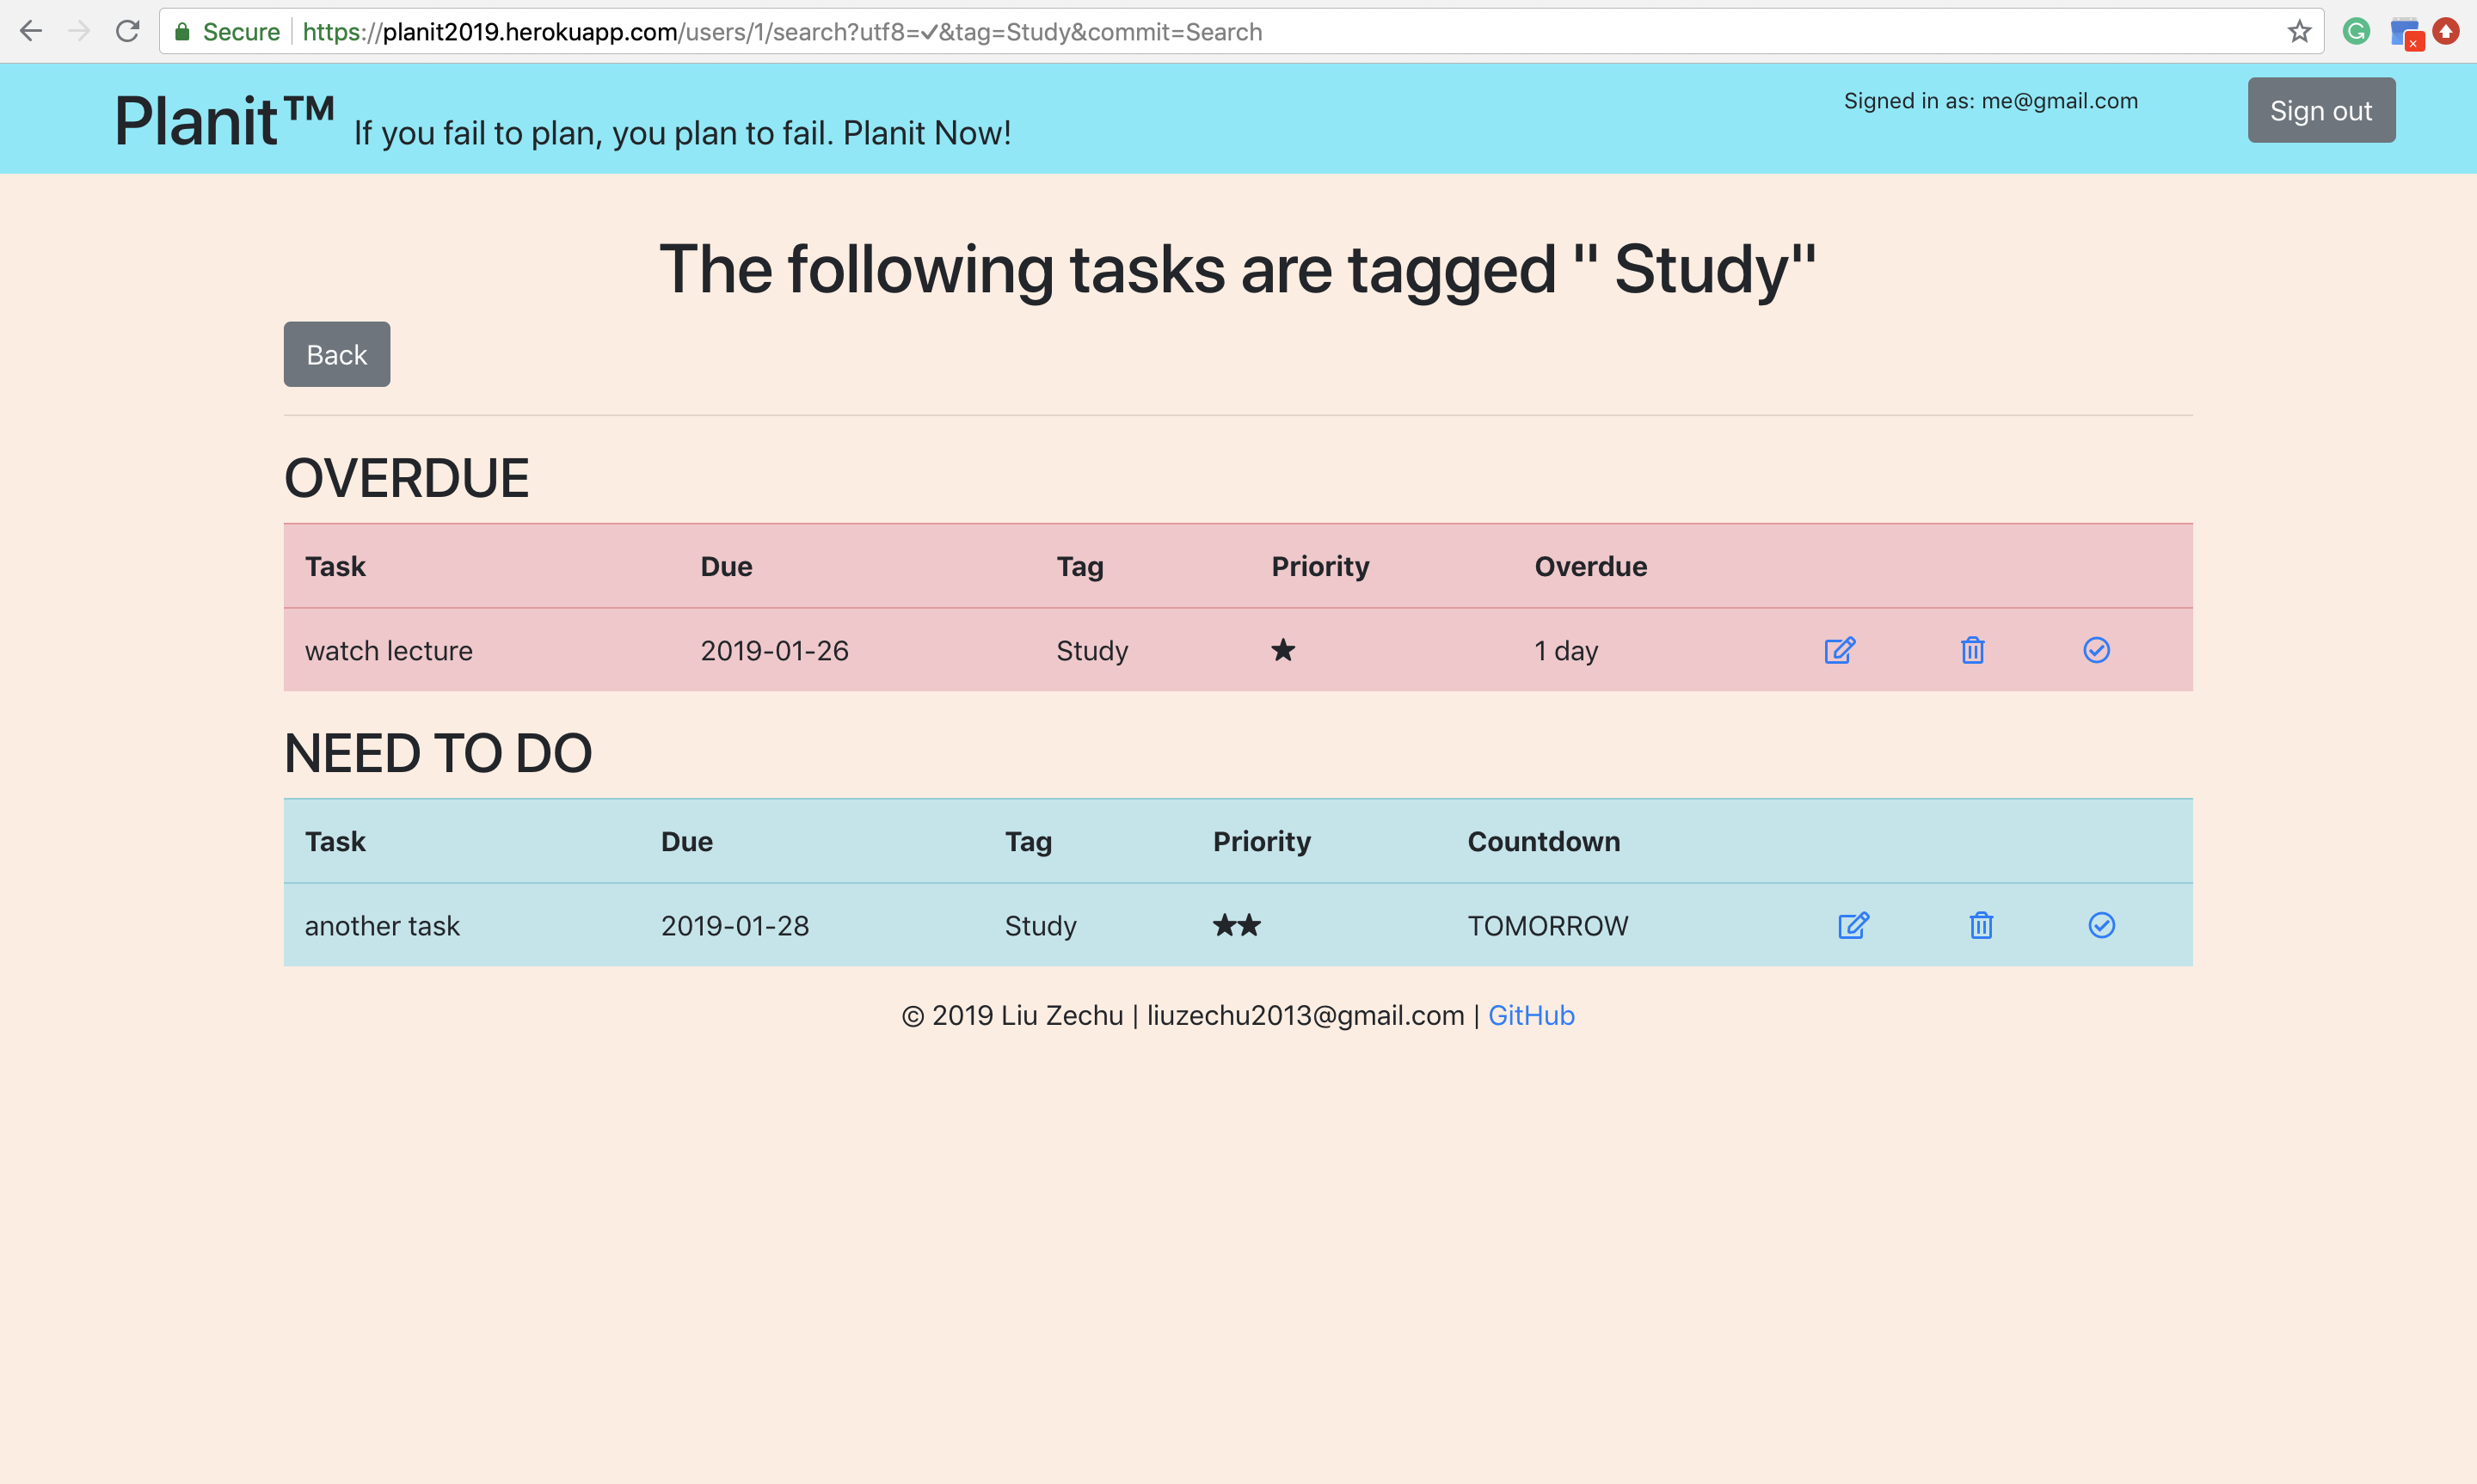 Secure https://planit2019.herokuapp.com/users/1/search?utf8=✓&tag=Study&commit=Search
Planit™ If you fail to plan, you plan to fail. Planit Now! Signed in as: me@gmail.com Sign out
The following tasks are tagged " Study"
Back
OVERDUE
Task Due Tag Priority Overdue
watch lecture 2019-01-26 Study ★ 1 day
NEED TO DO
Task Due Tag Priority Countdown
another task 2019-01-28 Study ★★ TOMORROW
© 2019 Liu Zechu | liuzechu2013@gmail.com | GitHub